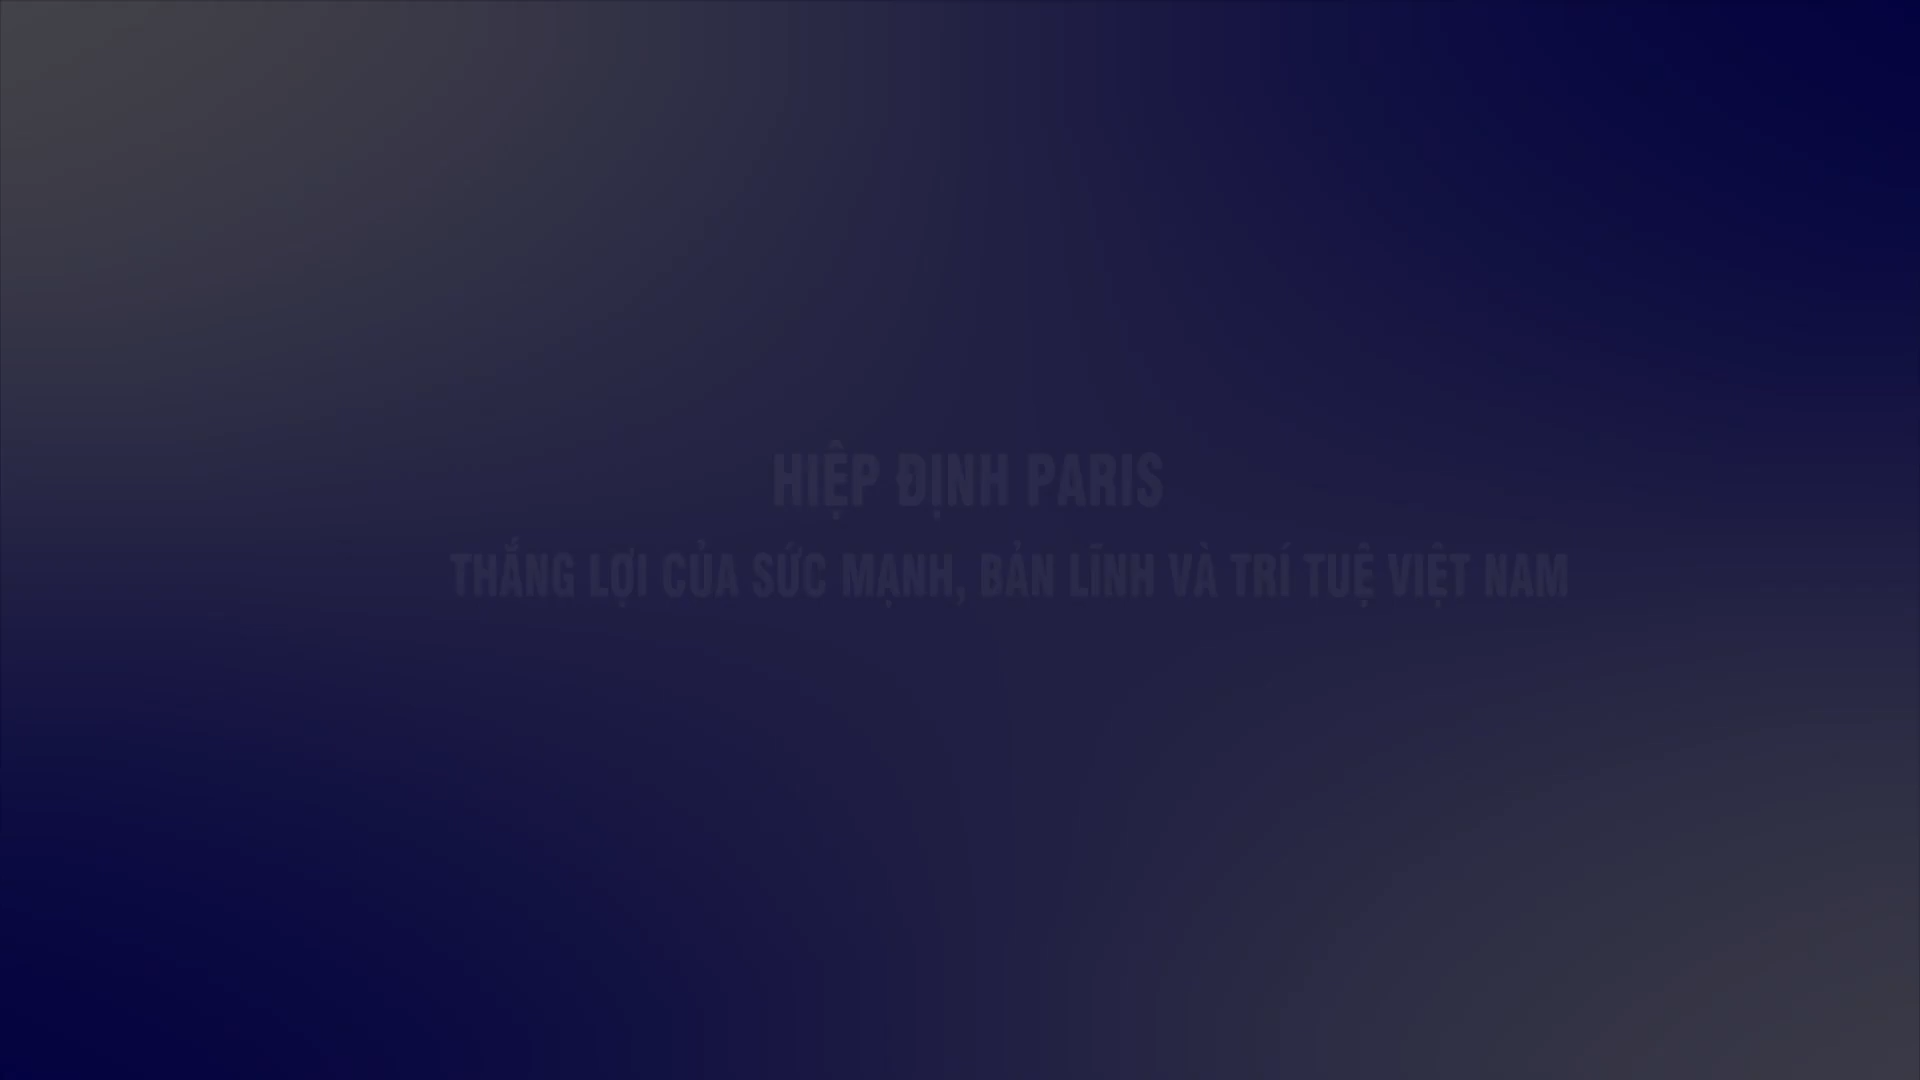 HIỆP ĐỊNH PARIS
THẮNG LỢI CỦA SỨC MẠNH, BẢN LĨNH VÀ TRÍ TUỆ VIỆT NAM